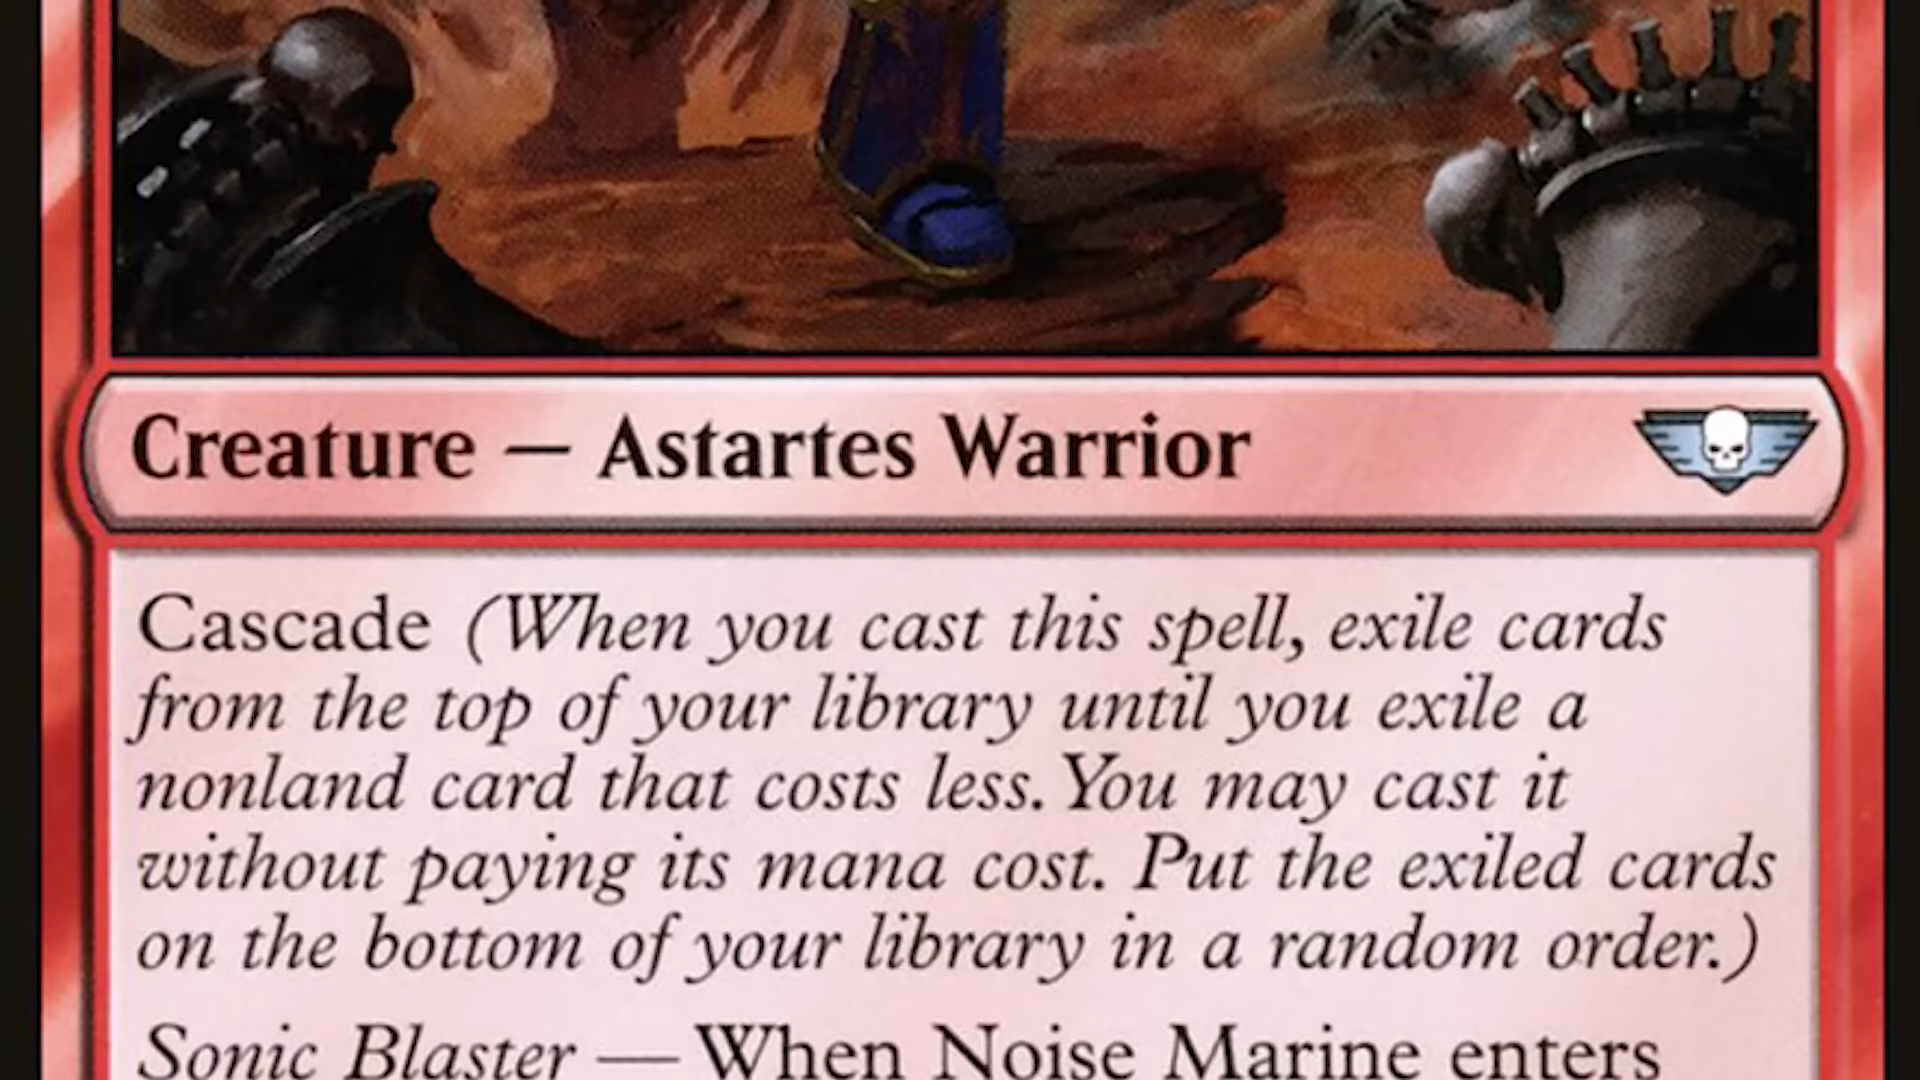 Creature — Astartes Warrior
Cascade (When you cast this spell, exile cards
from the top of your library until you exile a
nonland card that costs less. You may cast it
without paying its mana cost. Put the exiled cards
on the bottom of your library in a random order.)
Sonic Blaster — When Noise Marine enters